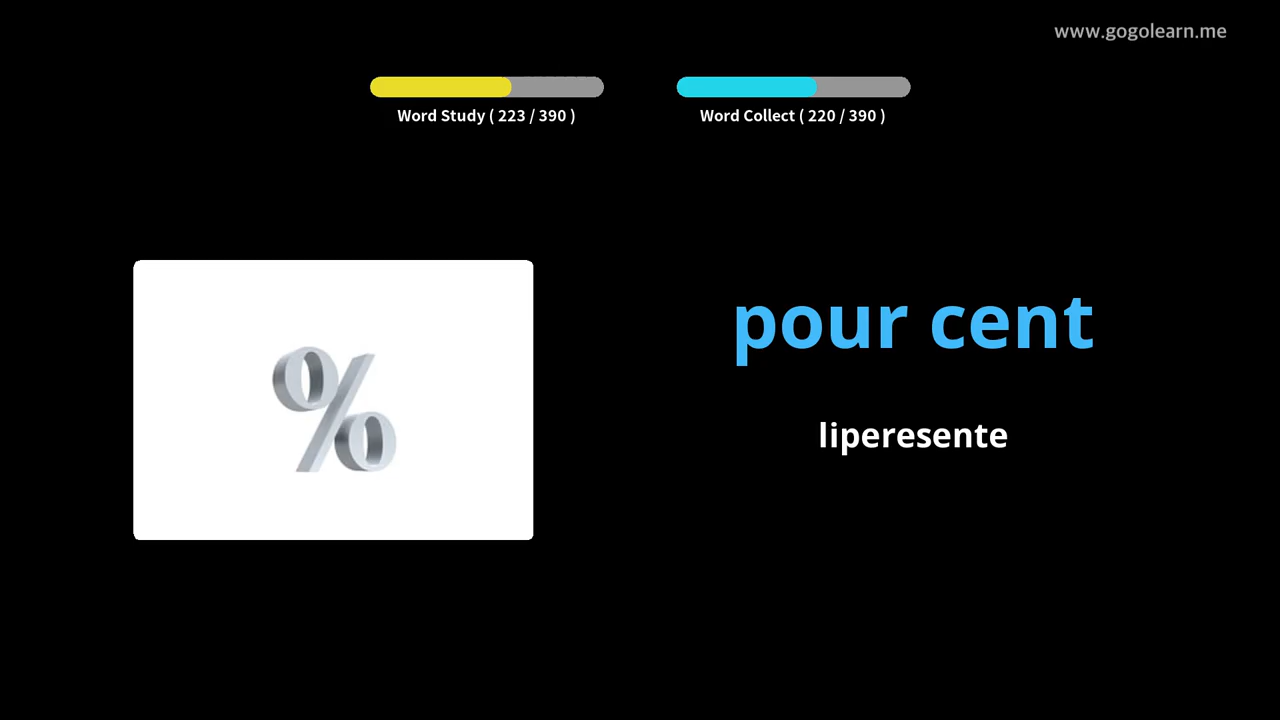 www.gogolearn.me
Word Study ( 223 / 390 )
Word Collect ( 220 / 390 )
%
pour cent
liperesente